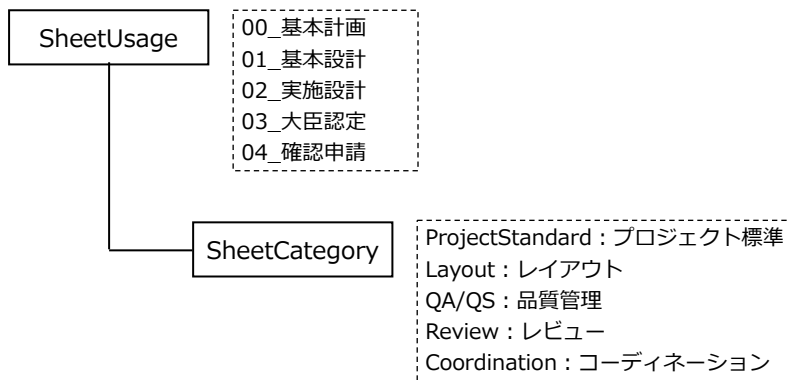 SheetUsage
00_基本計画
01_基本設計
02_実施設計
03_大臣認定
04_確認申請
SheetCategory
ProjectStandard：プロジェクト標準
Layout：レイアウト
QA/QS：品質管理
Review：レビュー
Coordination：コーディネーション